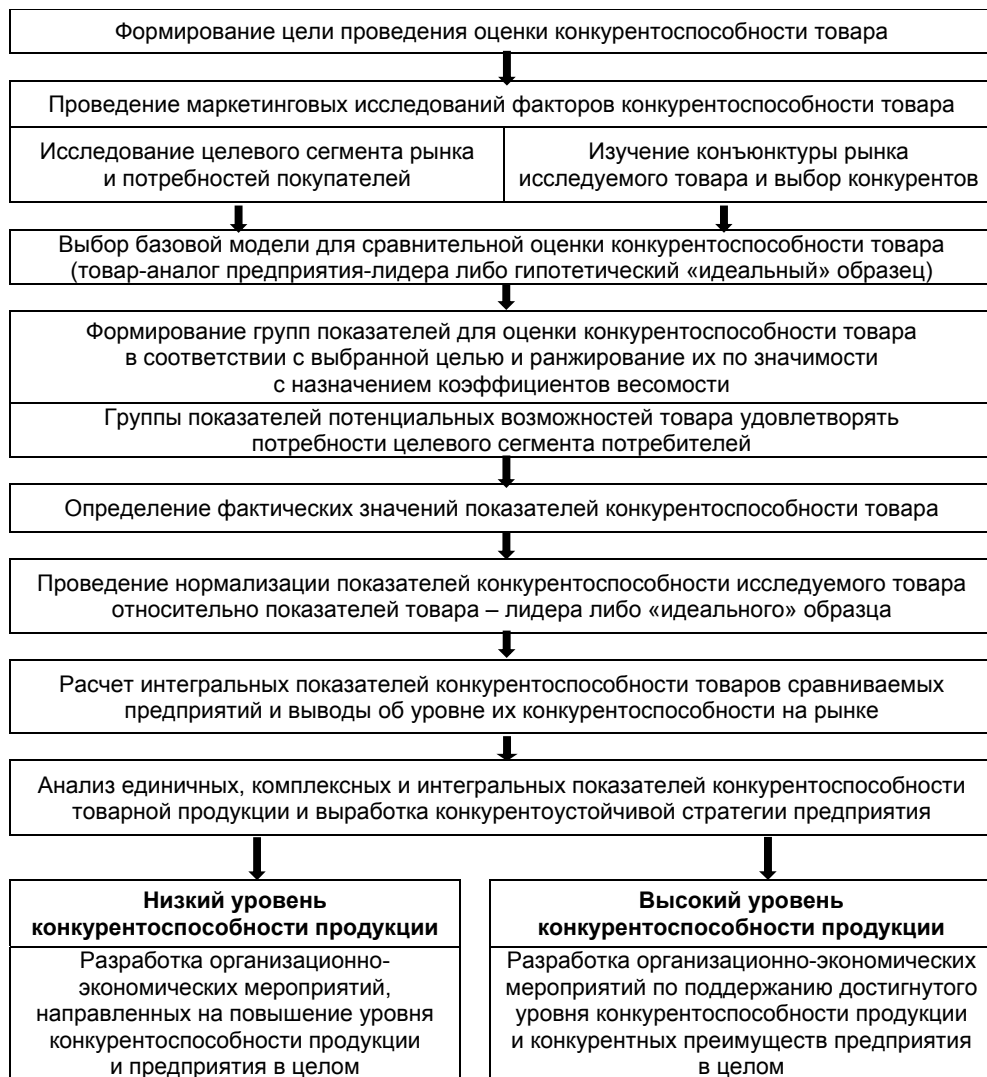 Формирование цели проведения оценки конкурентоспособности товара
Проведение маркетинговых исследований факторов конкурентоспособности товара
Исследование целевого сегмента рынка
и потребностей покупателей
Изучение конъюнктуры рынка
исследуемого товара и выбор конкурентов
Выбор базовой модели для сравнительной оценки конкурентоспособности товара
(товар-аналог предприятия-лидера либо гипотетический «идеальный» образец)
Формирование групп показателей для оценки конкурентоспособности товара
в соответствии с выбранной целью и ранжирование их по значимости
с назначением коэффициентов весомости
Группы показателей потенциальных возможностей товара удовлетворять
потребности целевого сегмента потребителей
Определение фактических значений показателей конкурентоспособности товара
Проведение нормализации показателей конкурентоспособности исследуемого товара
относительно показателей товара – лидера либо «идеального» образца
Расчет интегральных показателей конкурентоспособности товаров сравниваемых
предприятий и выводы об уровне их конкурентоспособности на рынке
Анализ единичных, комплексных и интегральных показателей конкурентоспособности
товарной продукции и выработка конкурентоустойчивой стратегии предприятия
Низкий уровень
конкурентоспособности продукции
Разработка организационно-
экономических мероприятий,
направленных на повышение уровня
конкурентоспособности продукции
и предприятия в целом
Высокий уровень
конкурентоспособности продукции
Разработка организационно-экономических
мероприятий по поддержанию достигнутого
уровня конкурентоспособности продукции
и конкурентных преимуществ предприятия
в целом